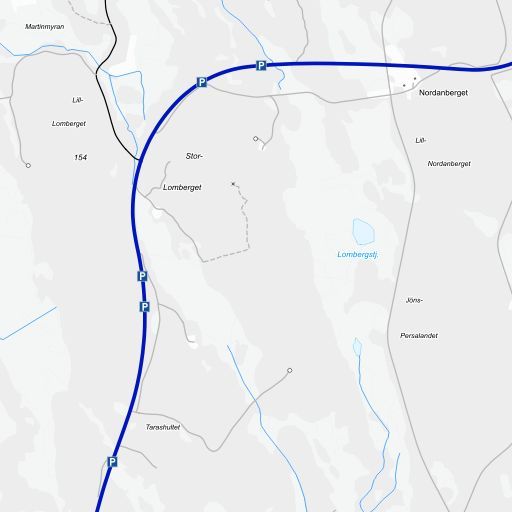 Martinmyran
P
P
Nordanberget
Lill-
Lomberget
154
Stor-
Lomberget
Lill-
Nordanberget
Lombergstj.
P
P
Jöns-
Persalandet
Tarashultet
P